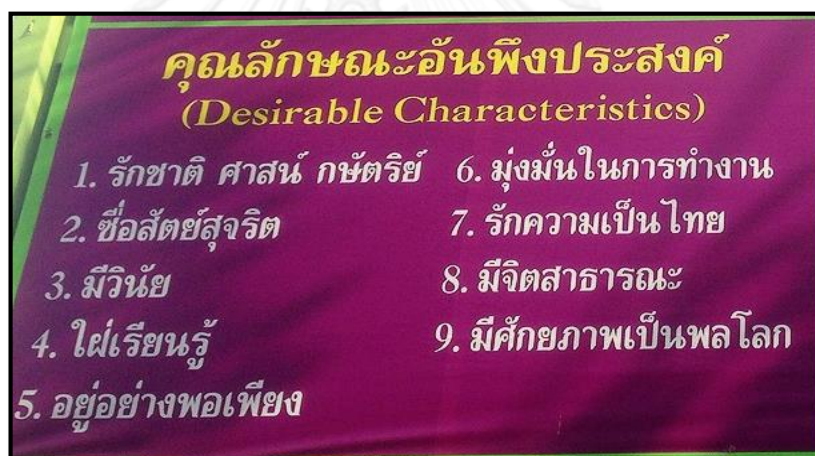 คุณลักษณะอันพึงประสงค์
(Desirable Characteristics)
1. รักชาติ ศาสน์ กษัตริย์
2. ซื่อสัตย์สุจริต
3. มีวินัย
4. ใฝ่เรียนรู้
5. อยู่อย่างพอเพียง
6. มุ่งมั่นในการทำงาน
7. รักความเป็นไทย
8. มีจิตสาธารณะ
9. มีศักยภาพเป็นพลโลก